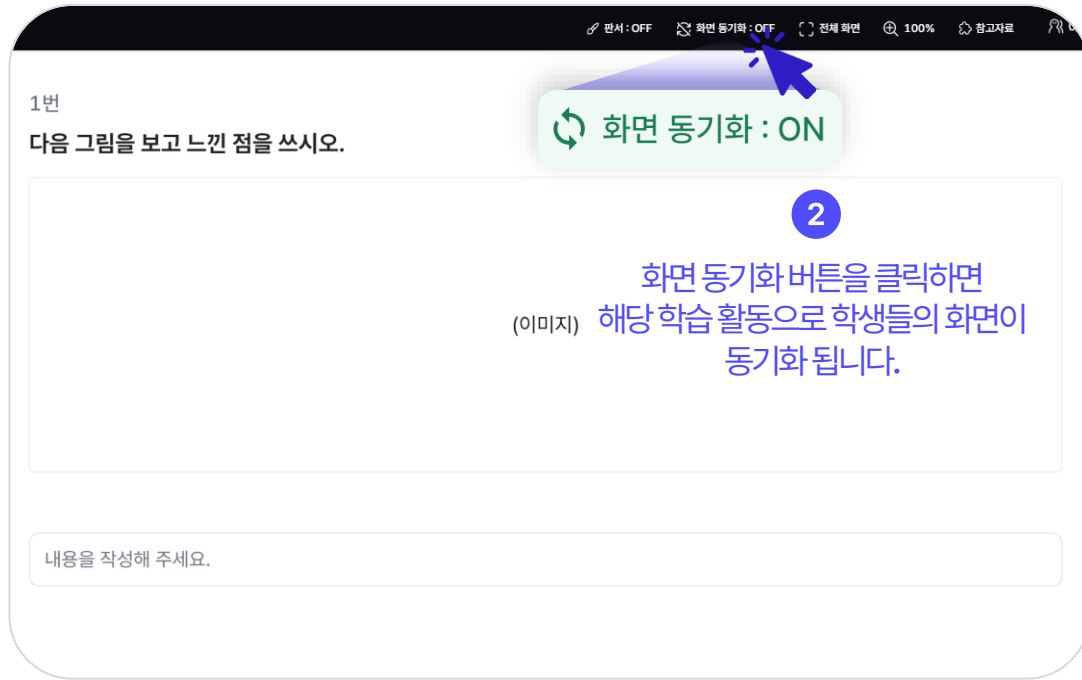 판서 : OFF 화면 동기화 : OFF 전체 화면 100% 참고자료
1번
다음 그림을 보고 느낀 점을 쓰시오.
화면 동기화 : ON
2
화면 동기화 버튼을 클릭하면
해당 학습 활동으로 학생들의 화면이
동기화 됩니다.
(이미지)
내용을 작성해 주세요.